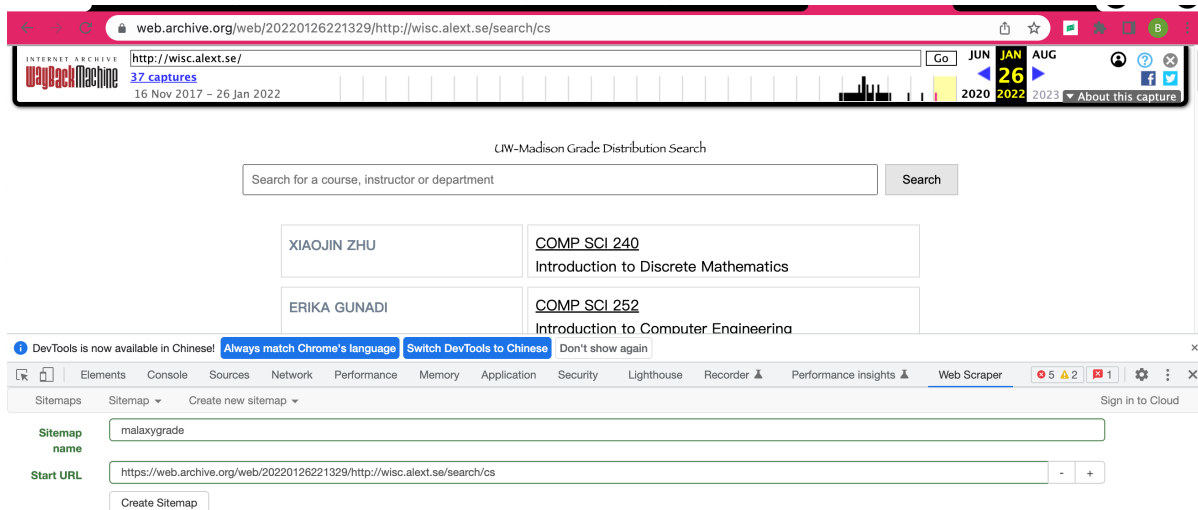 web.archive.org/web/20220126221329/http://wisc.alext.se/search/cs
B
INTERNET ARCHIVE
WayBackMachine
http://wisc.alext.se/
Go
JUN JAN AUG
37 captures
26
16 Nov 2017 – 26 Jan 2022
2020 2022 2023
▼ About this capture
UW-Madison Grade Distribution Search
Search for a course, instructor or department
Search
XIAOJIN ZHU
COMP SCI 240
Introduction to Discrete Mathematics
ERIKA GUNADI
COMP SCI 252
Introduction to Computer Engineering
DevTools is now available in Chinese! Always match Chrome's language Switch DevTools to Chinese Don't show again
Elements Console Sources Network Performance Memory Application Security Lighthouse Recorder Performance insights Web Scraper 5 2 1
Sitemaps Sitemap Create new sitemap Sign in to Cloud
Sitemap name
malaxygrade
Start URL
https://web.archive.org/web/20220126221329/http://wisc.alext.se/search/cs
- +
Create Sitemap